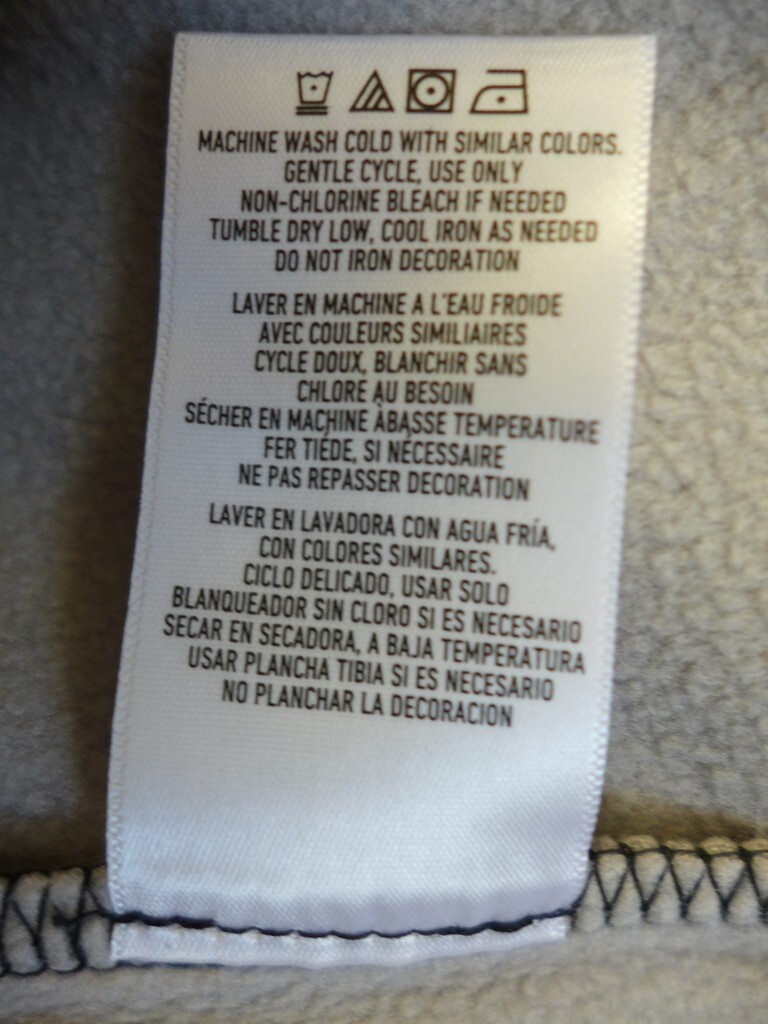 MACHINE WASH COLD WITH SIMILAR COLORS.
GENTLE CYCLE, USE ONLY
NON-CHLORINE BLEACH IF NEEDED
TUMBLE DRY LOW, COOL IRON AS NEEDED
DO NOT IRON DECORATION
LAVER EN MACHINE A L'EAU FROIDE
AVEC COULEURS SIMILIAIRES
CYCLE DOUX, BLANCHIR SANS
CHLORE AU BESOIN
SÉCHER EN MACHINE ÀBASSE TEMPERATURE
FER TIÉDE, SI NÉCESSAIRE
NE PAS REPASSER DECORATION
LAVER EN LAVADORA CON AGUA FRÍA,
CON COLORES SIMILARES.
CICLO DELICADO, USAR SOLO
BLANQUEADOR SIN CLORO SI ES NECESARIO
SECAR EN SECADORA, A BAJA TEMPERATURA
USAR PLANCHA TIBIA SI ES NECESARIO
NO PLANCHAR LA DECORACION